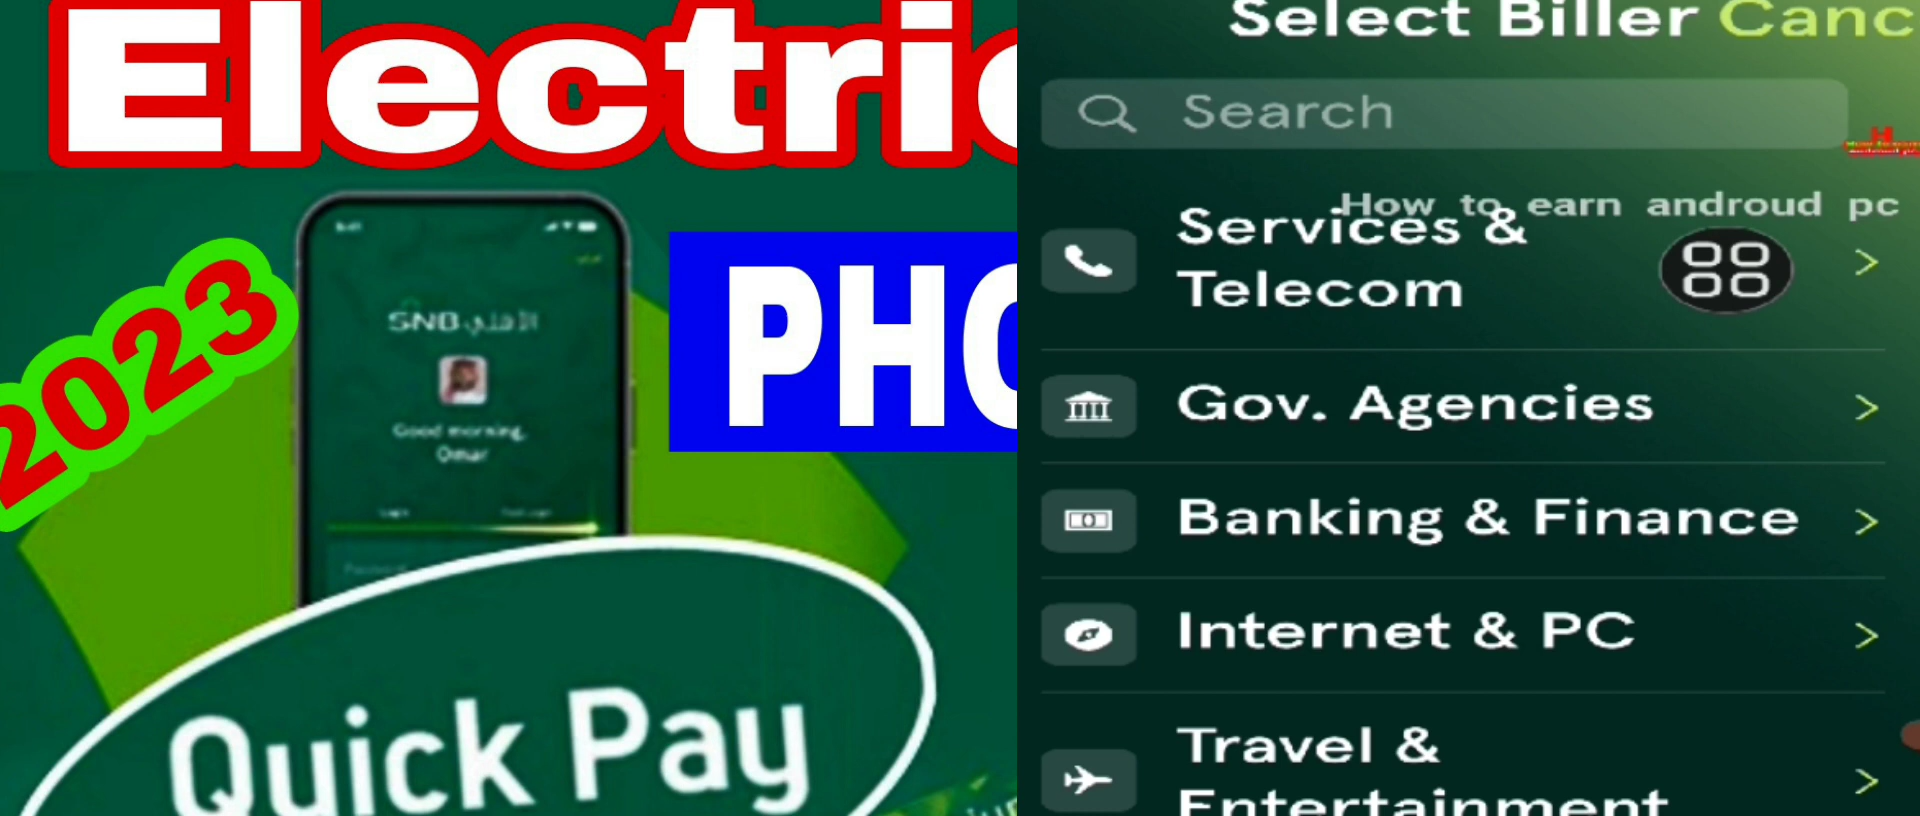 Electric
2023
SNB الأهلي
Good morning,
Omar
PHO
Quick Pay
Select Biller Canc
Search
How to earn androud pc
Services &
Telecom
Gov. Agencies
Banking & Finance
Internet & PC
Travel &
Entertainment